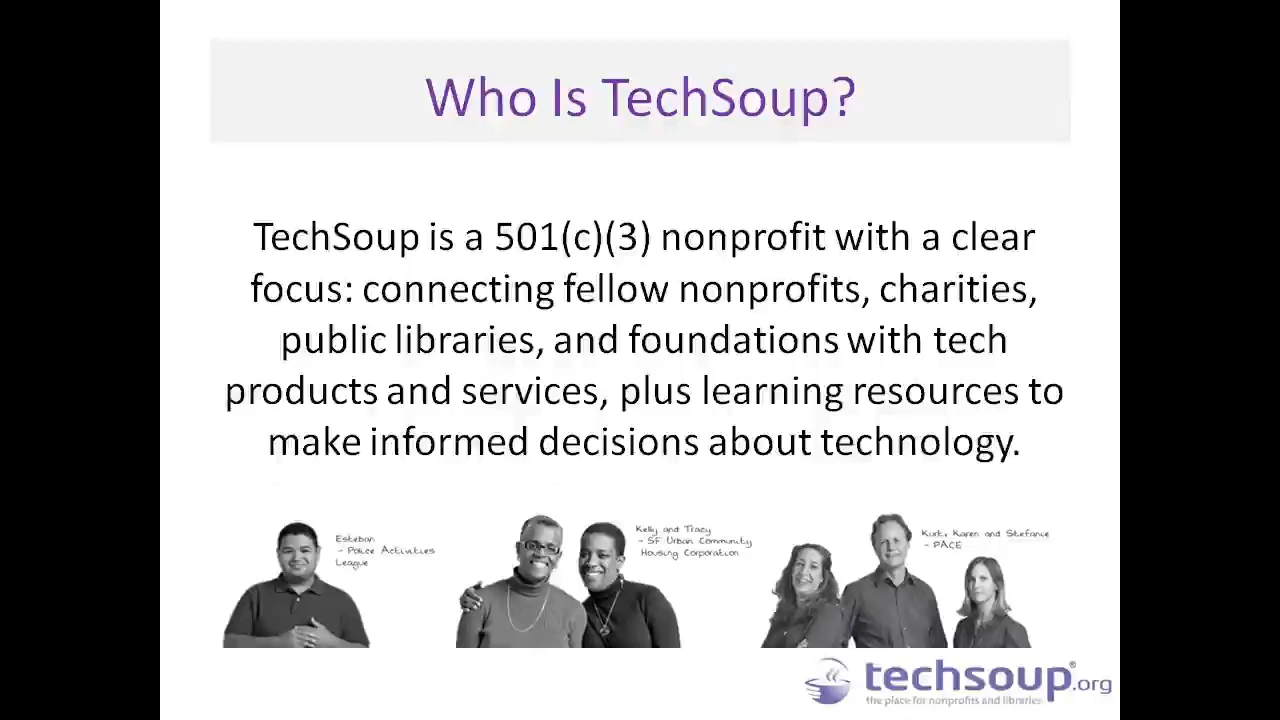 Who Is TechSoup?
TechSoup is a 501(c)(3) nonprofit with a clear
focus: connecting fellow nonprofits, charities,
public libraries, and foundations with tech
products and services, plus learning resources to
make informed decisions about technology.
Esteban
- Police Activities
League
Kelly and Tracy
- SF Urban Community
Housing Corporation
Kurt, Karen and Stefanie
- PACE
techsoup®.org
the place for nonprofits and libraries